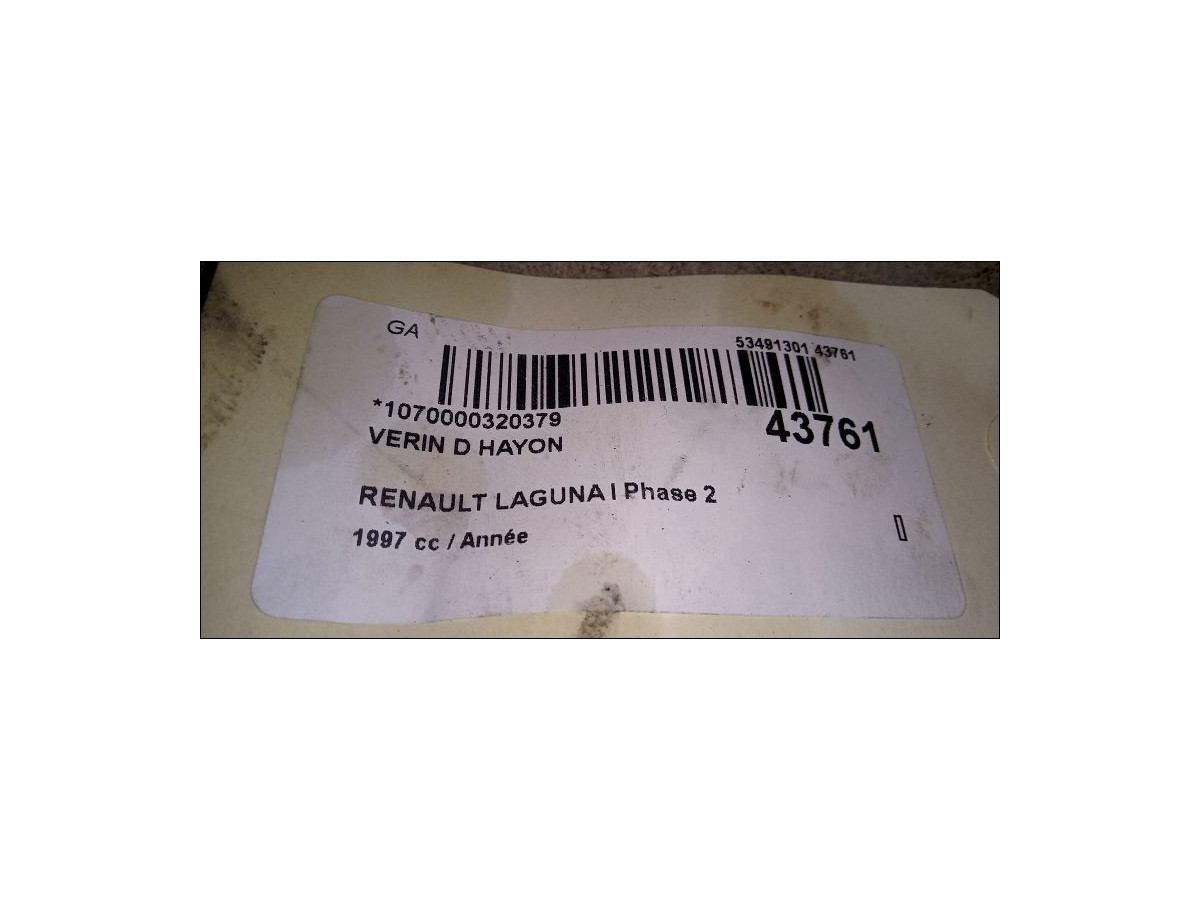 GA
53491301 43761
*1070000320379
43761
VERIN D HAYON
RENAULT LAGUNA I Phase 2
1997 cc / Année